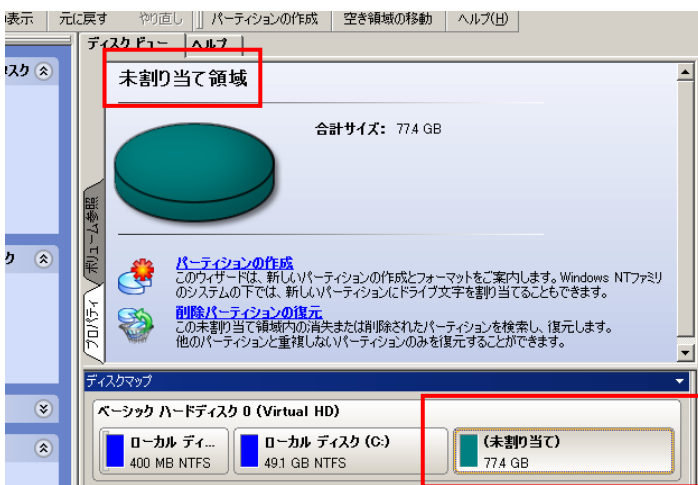 の表示 元に戻す やり直し パーティションの作成 空き領域の移動 ヘルプ(H)
ディスク ビュー ヘルプ
スク
未割り当て領域
合計サイズ: 77.4 GB
ボリューム参照
ク
パーティションの作成
このウィザードは、新しいパーティションの作成とフォーマットをご案内します。Windows NTファミリ
のシステムの下では、新しいパーティションにドライブ文字を割り当てることもできます。
プロパティ
削除パーティションの復元
この未割り当て領域内の消失または削除されたパーティションを検索し、復元します。
他のパーティションと重複しないパーティションのみを復元することができます。
ディスクマップ
ベーシック ハードディスク 0 (Virtual HD)
ローカル ディ... ローカル ディスク (C:) (未割り当て)
400 MB NTFS 49.1 GB NTFS 77.4 GB